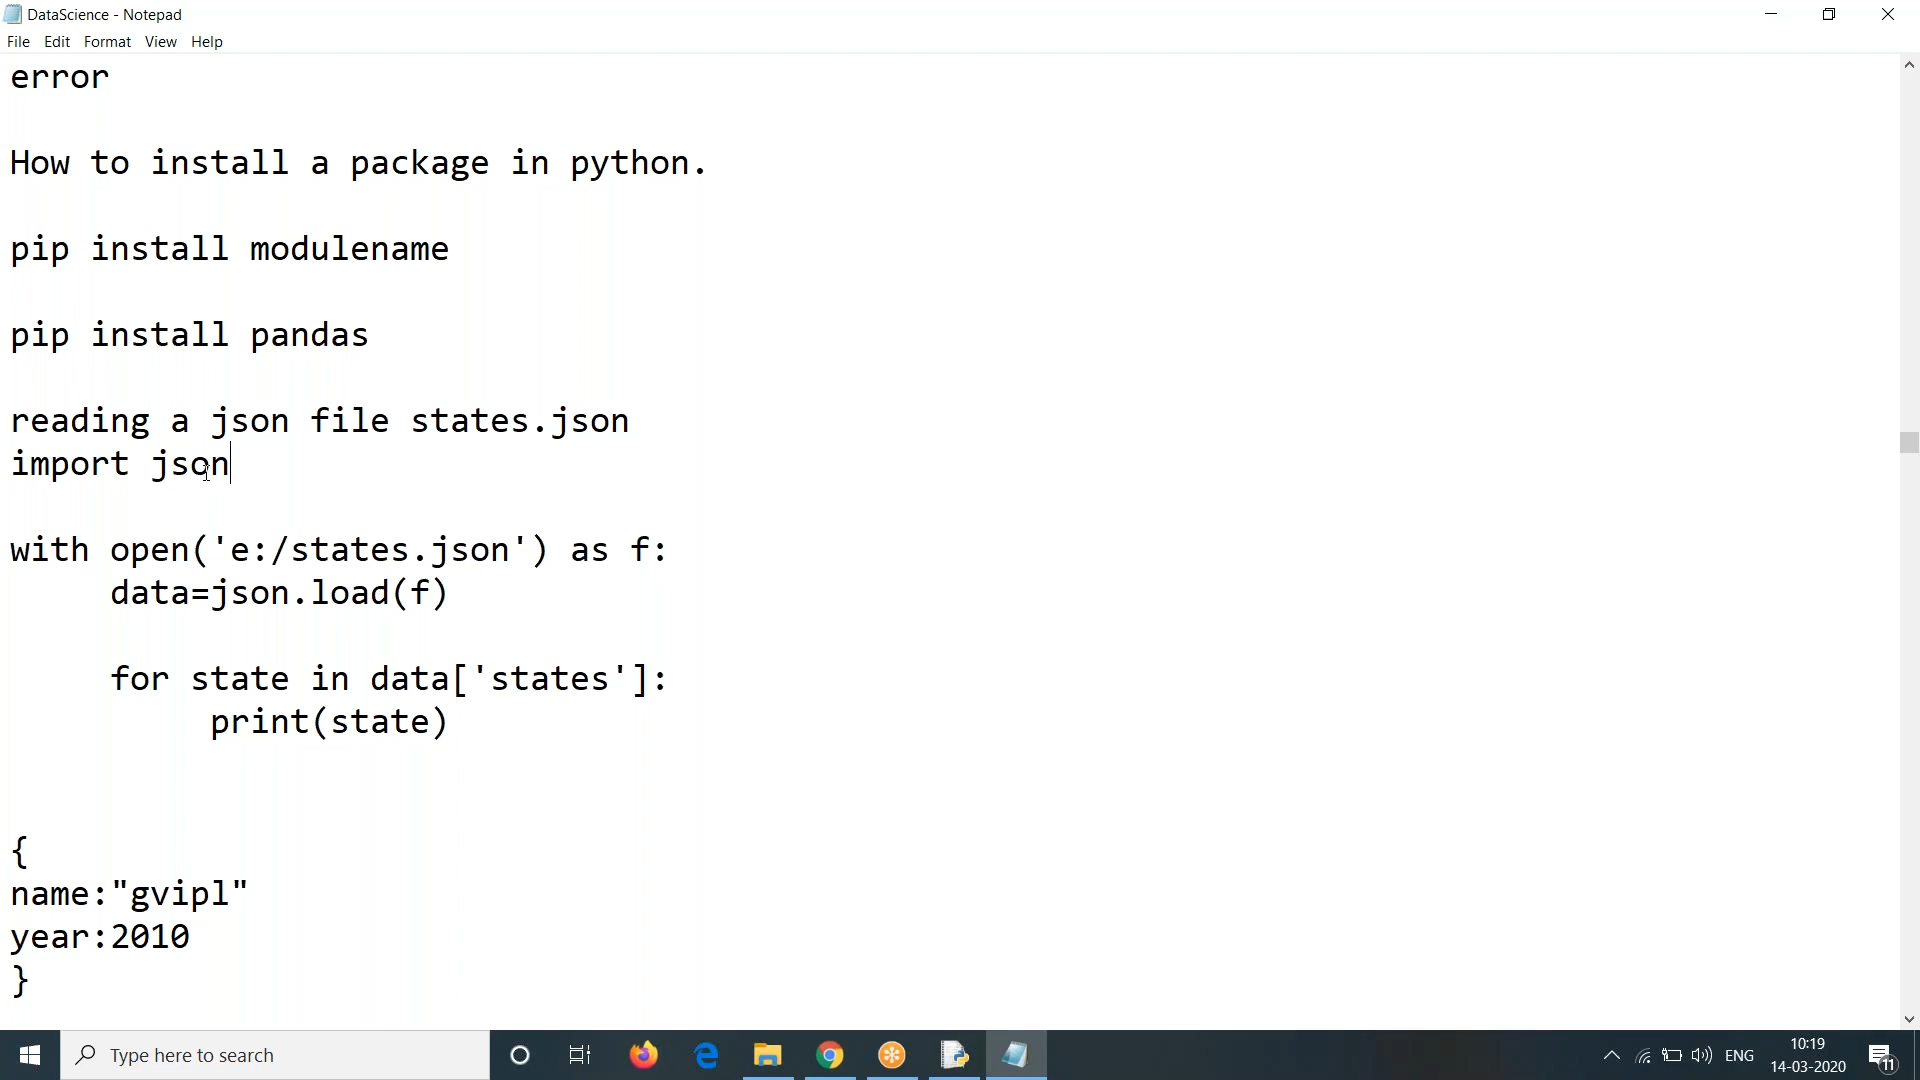 DataScience - Notepad
File Edit Format View Help
error
How to install a package in python.
pip install modulename
pip install pandas
reading a json file states.json
import json
with open('e:/states.json') as f:
data=json.load(f)
for state in data['states']:
print(state)
{
name:"gvipl"
year:2010
}
Type here to search
ENG
10:19
14-03-2020
11